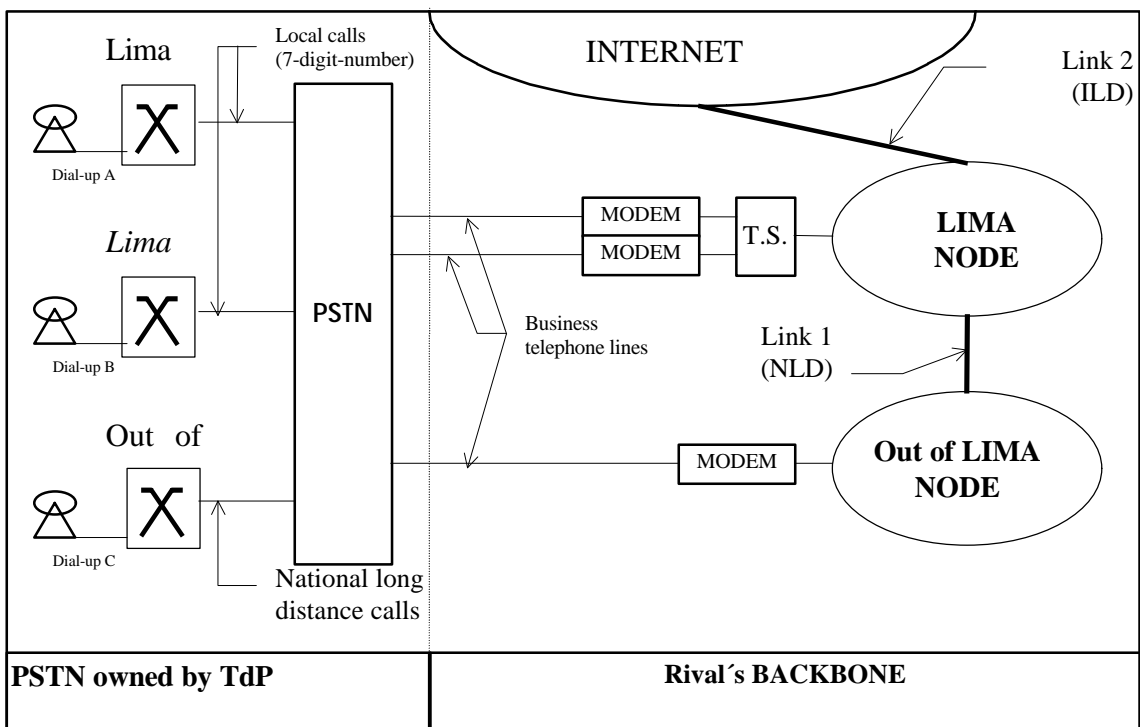 Lima
Local calls
(7-digit-number)
INTERNET
Link 2
(ILD)
Dial-up A
MODEM
MODEM
T.S.
LIMA
NODE
Lima
PSTN
Business
telephone lines
Link 1
(NLD)
Dial-up B
Out of
MODEM
Out of LIMA
NODE
Dial-up C
National long
distance calls
PSTN owned by TdP
Rival´s BACKBONE